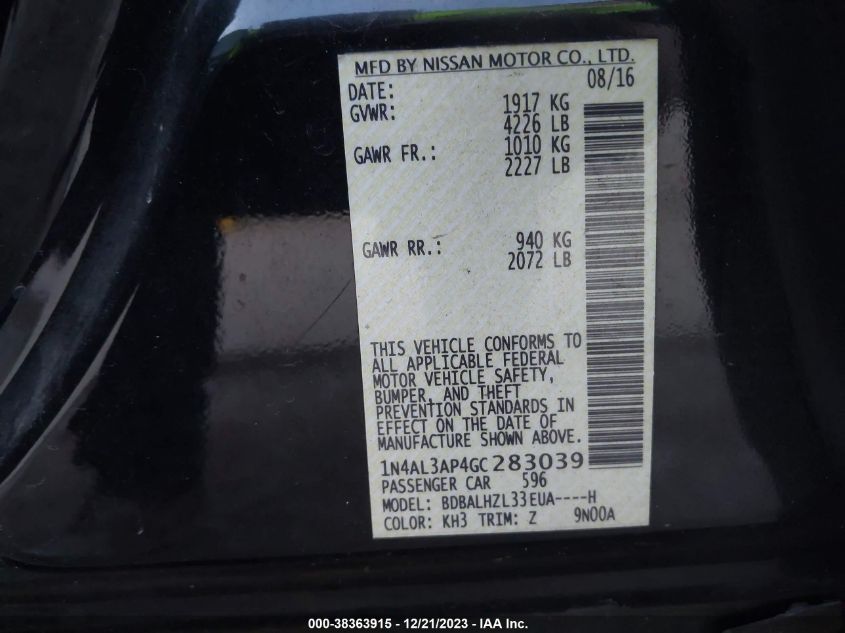 MFD BY NISSAN MOTOR CO., LTD.
DATE: 08/16
GVWR: 1917 KG
4226 LB
GAWR FR.: 1010 KG
2227 LB
GAWR RR.: 940 KG
2072 LB
THIS VEHICLE CONFORMS TO
ALL APPLICABLE FEDERAL
MOTOR VEHICLE SAFETY,
BUMPER, AND THEFT
PREVENTION STANDARDS IN
EFFECT ON THE DATE OF
MANUFACTURE SHOWN ABOVE.
1N4AL3AP4GC283039
PASSENGER CAR 596
MODEL: BDBALHZL33EUA----H
COLOR: KH3 TRIM: Z 9N00A
000-38363915 - 12/21/2023 - IAA Inc.